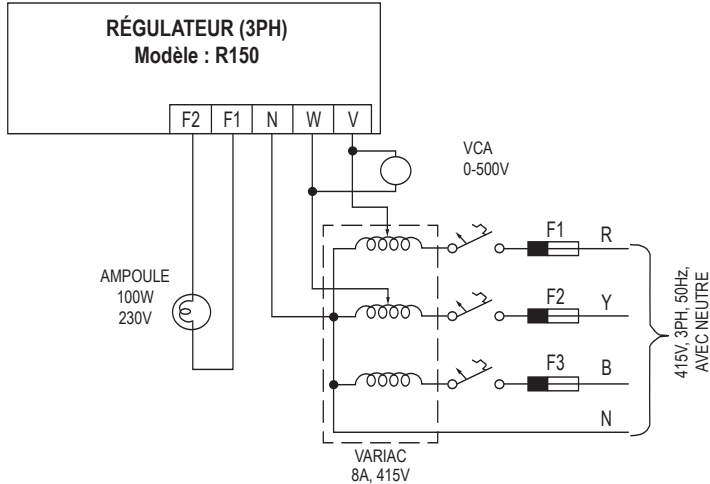 RÉGULATEUR (3PH)
Modèle : R150
F2 F1 N W V
VCA
0-500V
F1 R
AMPOULE
100W
230V
F2 Y
F3 B
N
415V, 3PH, 50Hz,
AVEC NEUTRE
VARIAC
8A, 415V